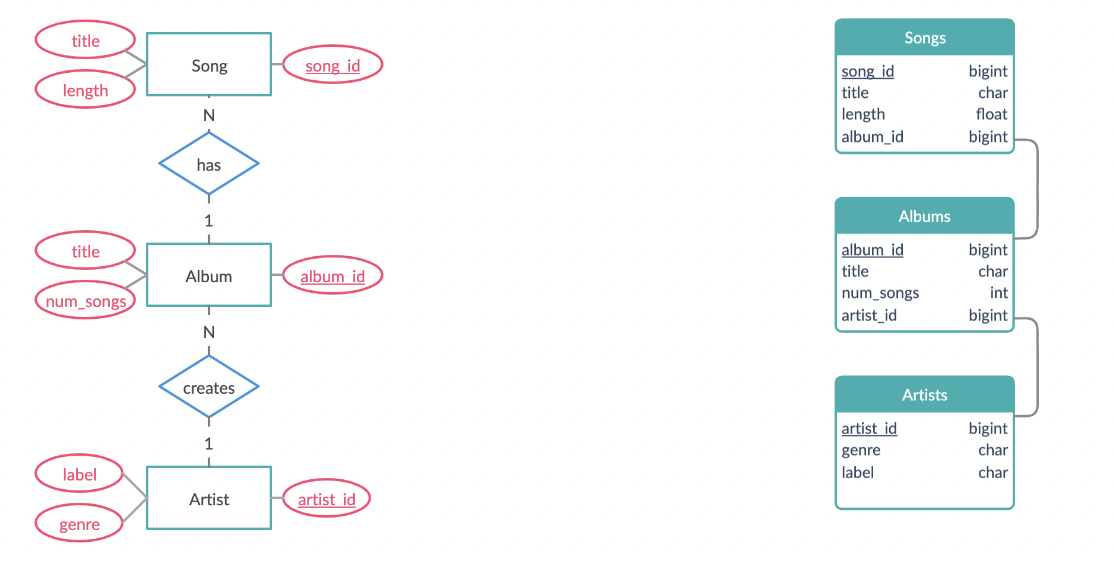 title
Song
song_id
length
N
has
1
title
Album
album_id
num_songs
N
creates
1
label
Artist
artist_id
genre
Songs
song_id bigint
title char
length float
album_id bigint
Albums
album_id bigint
title char
num_songs int
artist_id bigint
Artists
artist_id bigint
genre char
label char